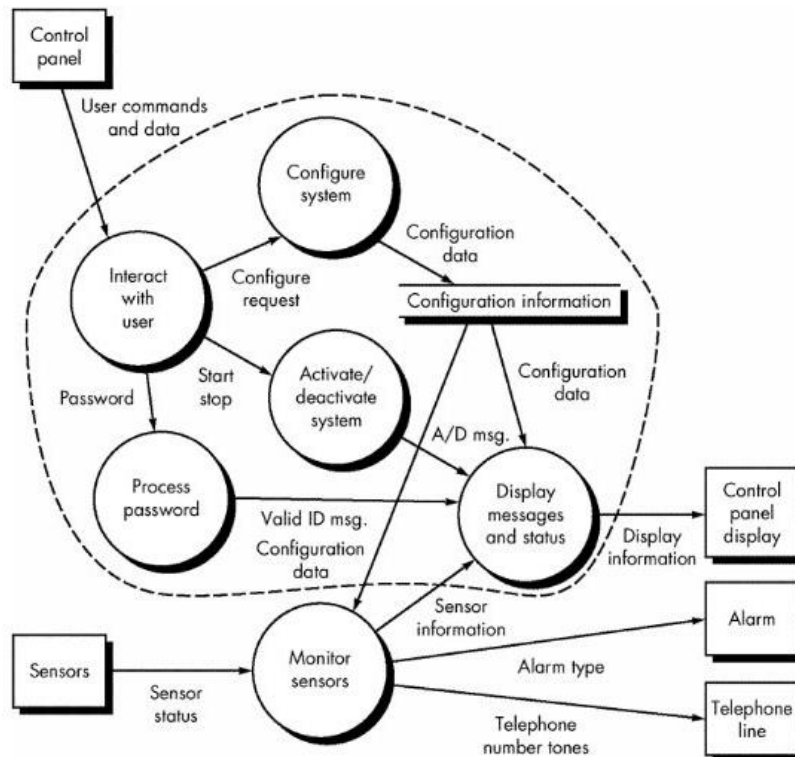 Control
panel
User commands
and data
Configure
system
Configuration
data
Interact
with
user
Configure
request
Configuration information
Start
stop
Activate/
deactivate
system
Configuration
data
Password
A/D msg.
Process
password
Valid ID msg.
Display
messages
and status
Control
panel
display
Display
information
Configuration
data
Sensor
information
Sensors
Sensor
status
Monitor
sensors
Alarm
Alarm type
Telephone
line
Telephone
number tones